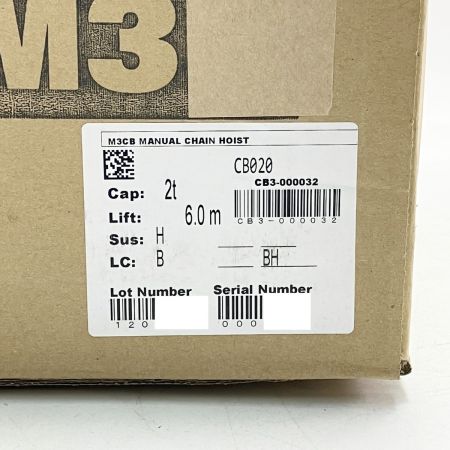 M3
M3CB MANUAL CHAIN HOIST
CB020
Cap: 2t
CB3-000032
Lift: 6.0 m
CB3-000032
Sus: H
LC: B BH
Lot Number Serial Number
120 000